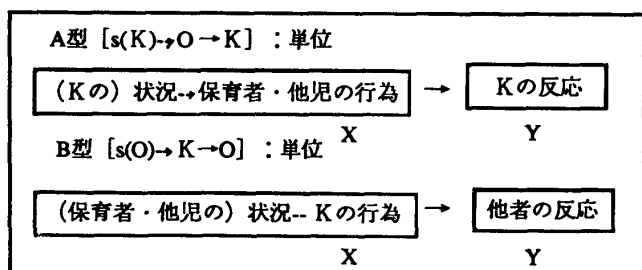 A型 [s(K)→O→K] :単位
(Kの) 状況→保育者・他児の行為 → Kの反応
X Y
B型 [s(O)→K→O] :単位
(保育者・他児の) 状況-- Kの行為 → 他者の反応
X Y